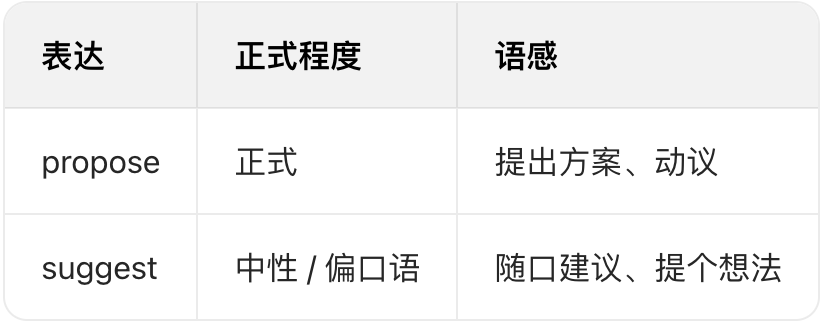 表达 正式程度 语感
propose 正式 提出方案、动议
suggest 中性 / 偏口语 随口建议、提个想法